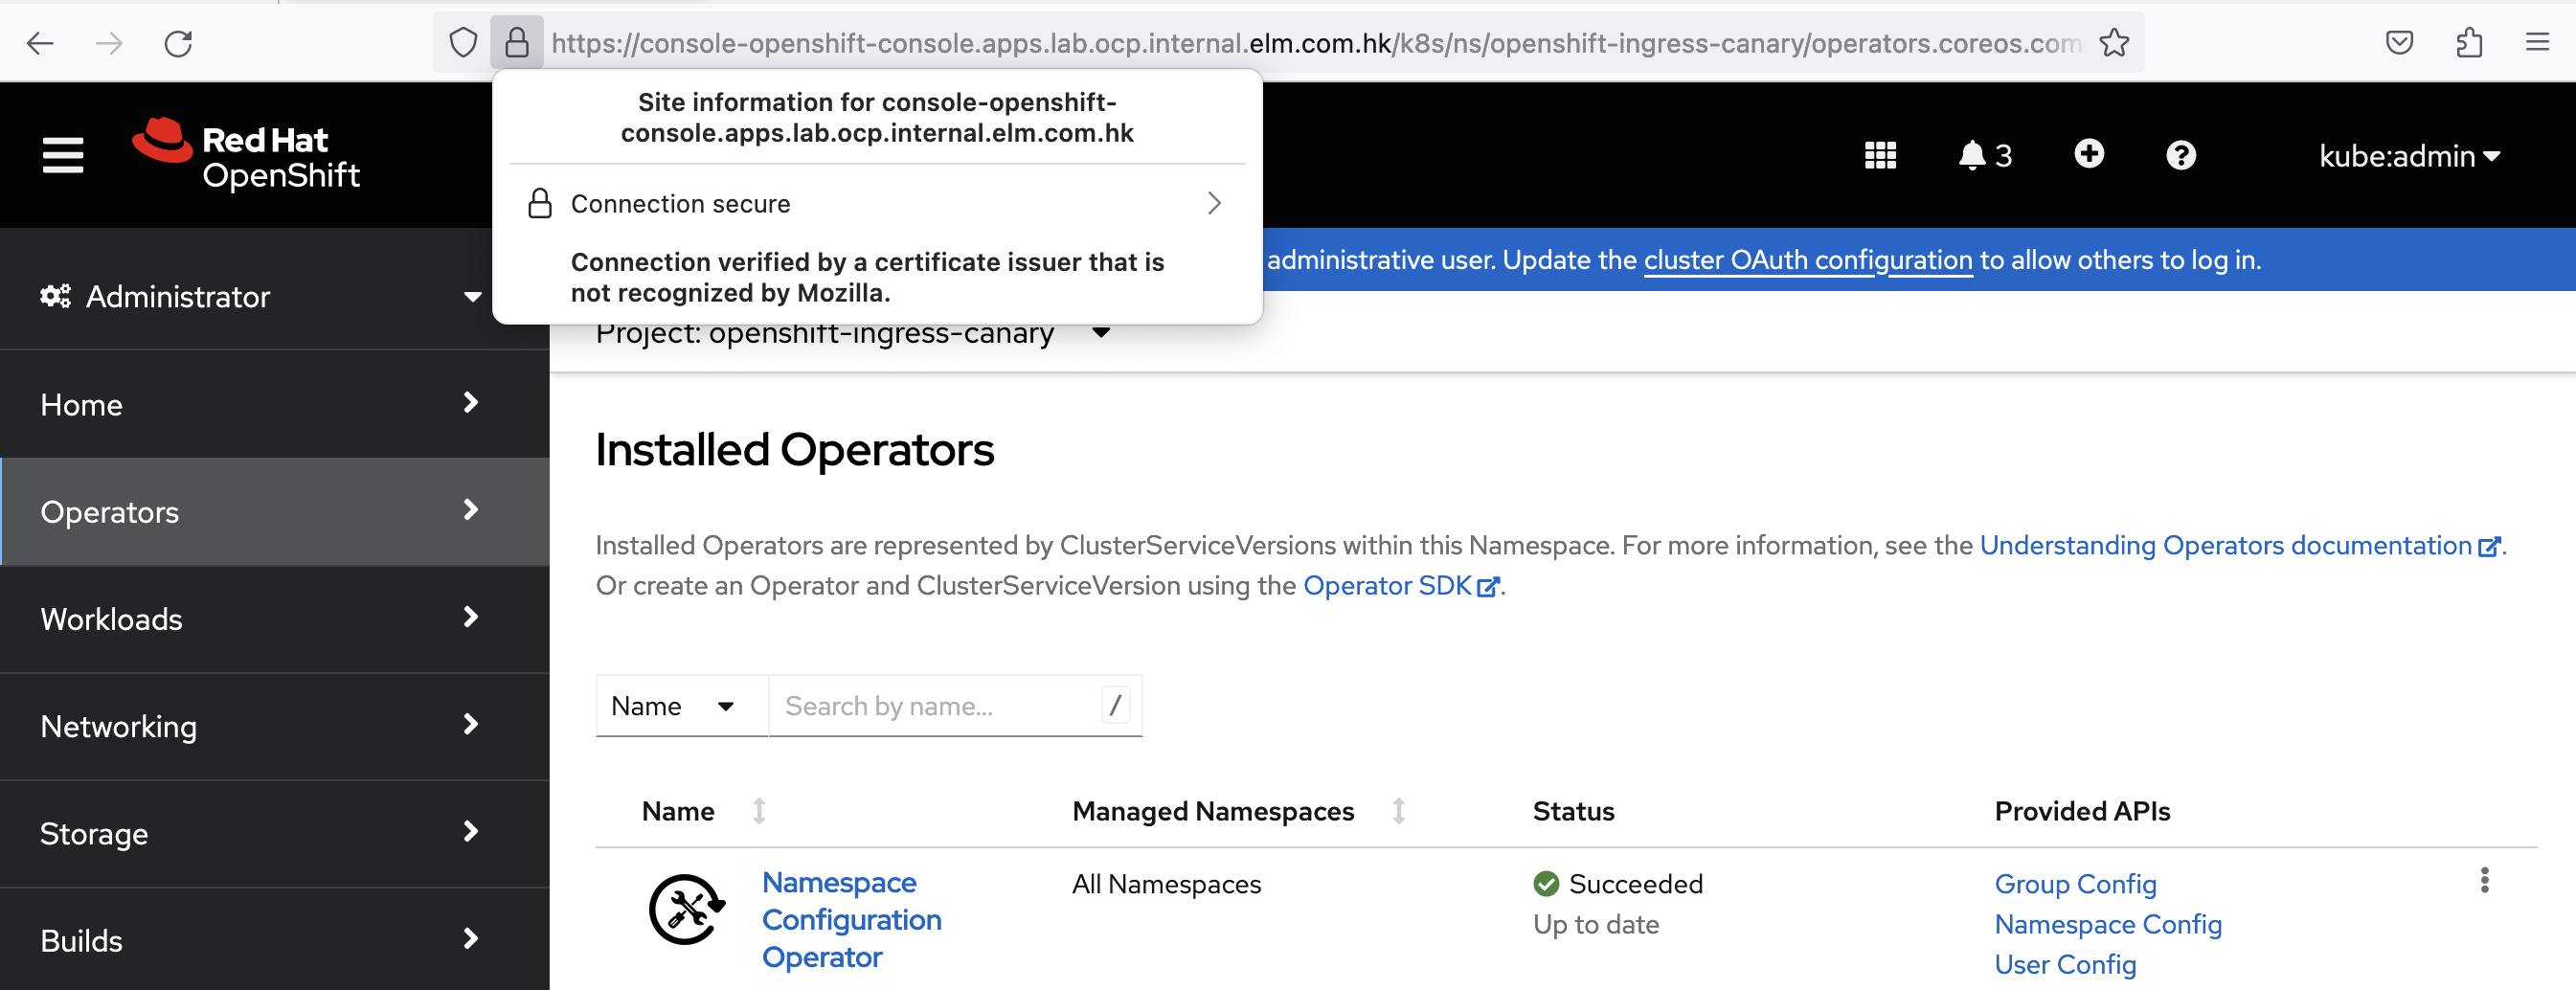 https://console-openshift-console.apps.lab.ocp.internal.elm.com.hk/k8s/ns/openshift-ingress-canary/operators.coreos.com
Site information for console-openshift-
console.apps.lab.ocp.internal.elm.com.hk
Connection secure
Connection verified by a certificate issuer that is
not recognized by Mozilla.
Red Hat
OpenShift
3
kube:admin
administrative user. Update the cluster OAuth configuration to allow others to log in.
Administrator
Home
Operators
Workloads
Networking
Storage
Builds
Project: openshift-ingress-canary
Installed Operators
Installed Operators are represented by ClusterServiceVersions within this Namespace. For more information, see the Understanding Operators documentation.
Or create an Operator and ClusterServiceVersion using the Operator SDK.
Name
Search by name...
/
Name Managed Namespaces Status Provided APIs
Namespace
Configuration
Operator
All Namespaces
Succeeded
Up to date
Group Config
Namespace Config
User Config